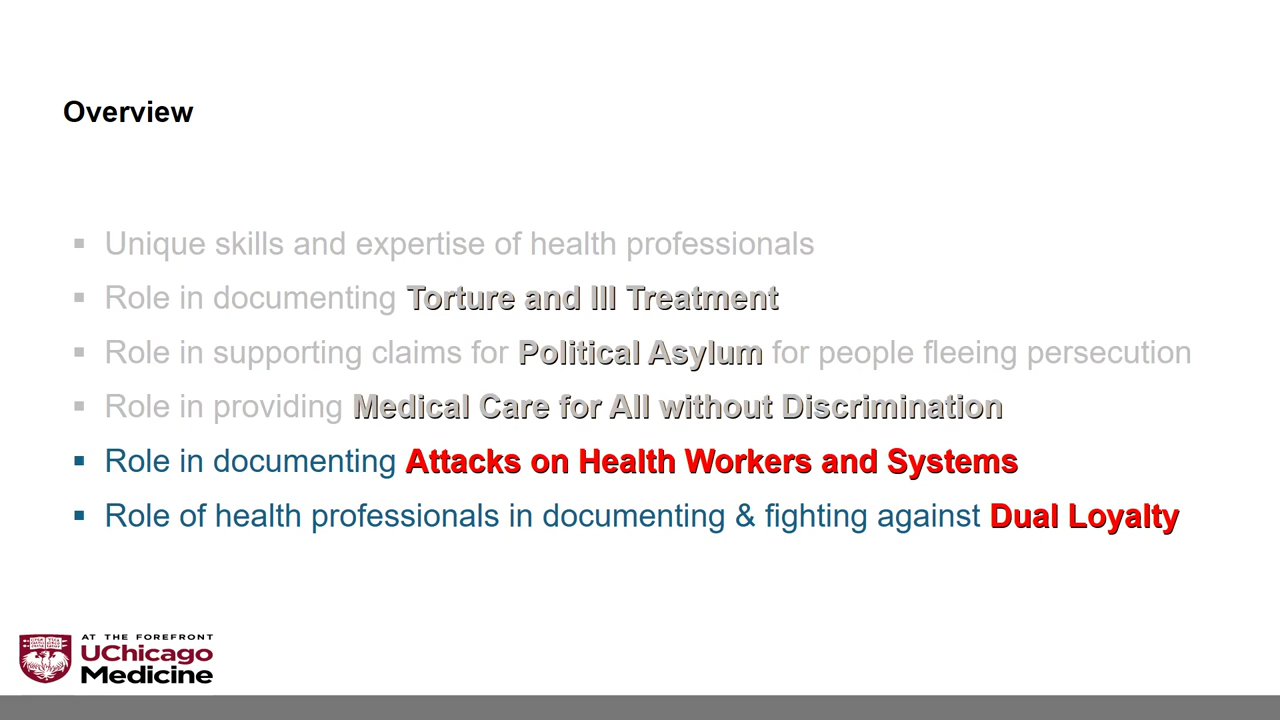 Overview
▪ Unique skills and expertise of health professionals
▪ Role in documenting Torture and Ill Treatment
▪ Role in supporting claims for Political Asylum for people fleeing persecution
▪ Role in providing Medical Care for All without Discrimination
▪ Role in documenting Attacks on Health Workers and Systems
▪ Role of health professionals in documenting & fighting against Dual Loyalty
AT THE FOREFRONT
UChicago
Medicine